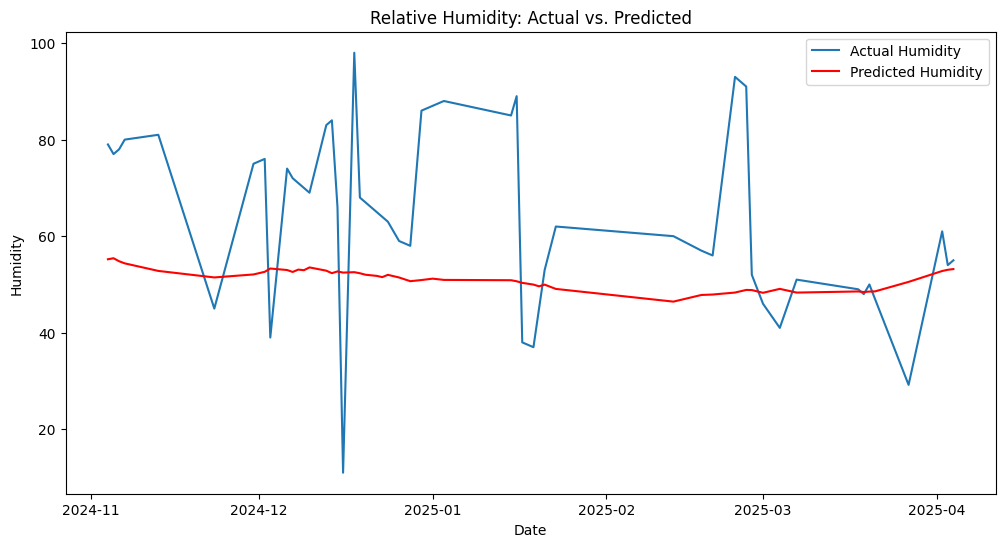 Relative Humidity: Actual vs. Predicted
Actual Humidity
Predicted Humidity
Humidity
100
80
60
40
20
2024-11 2024-12 2025-01 2025-02 2025-03 2025-04
Date